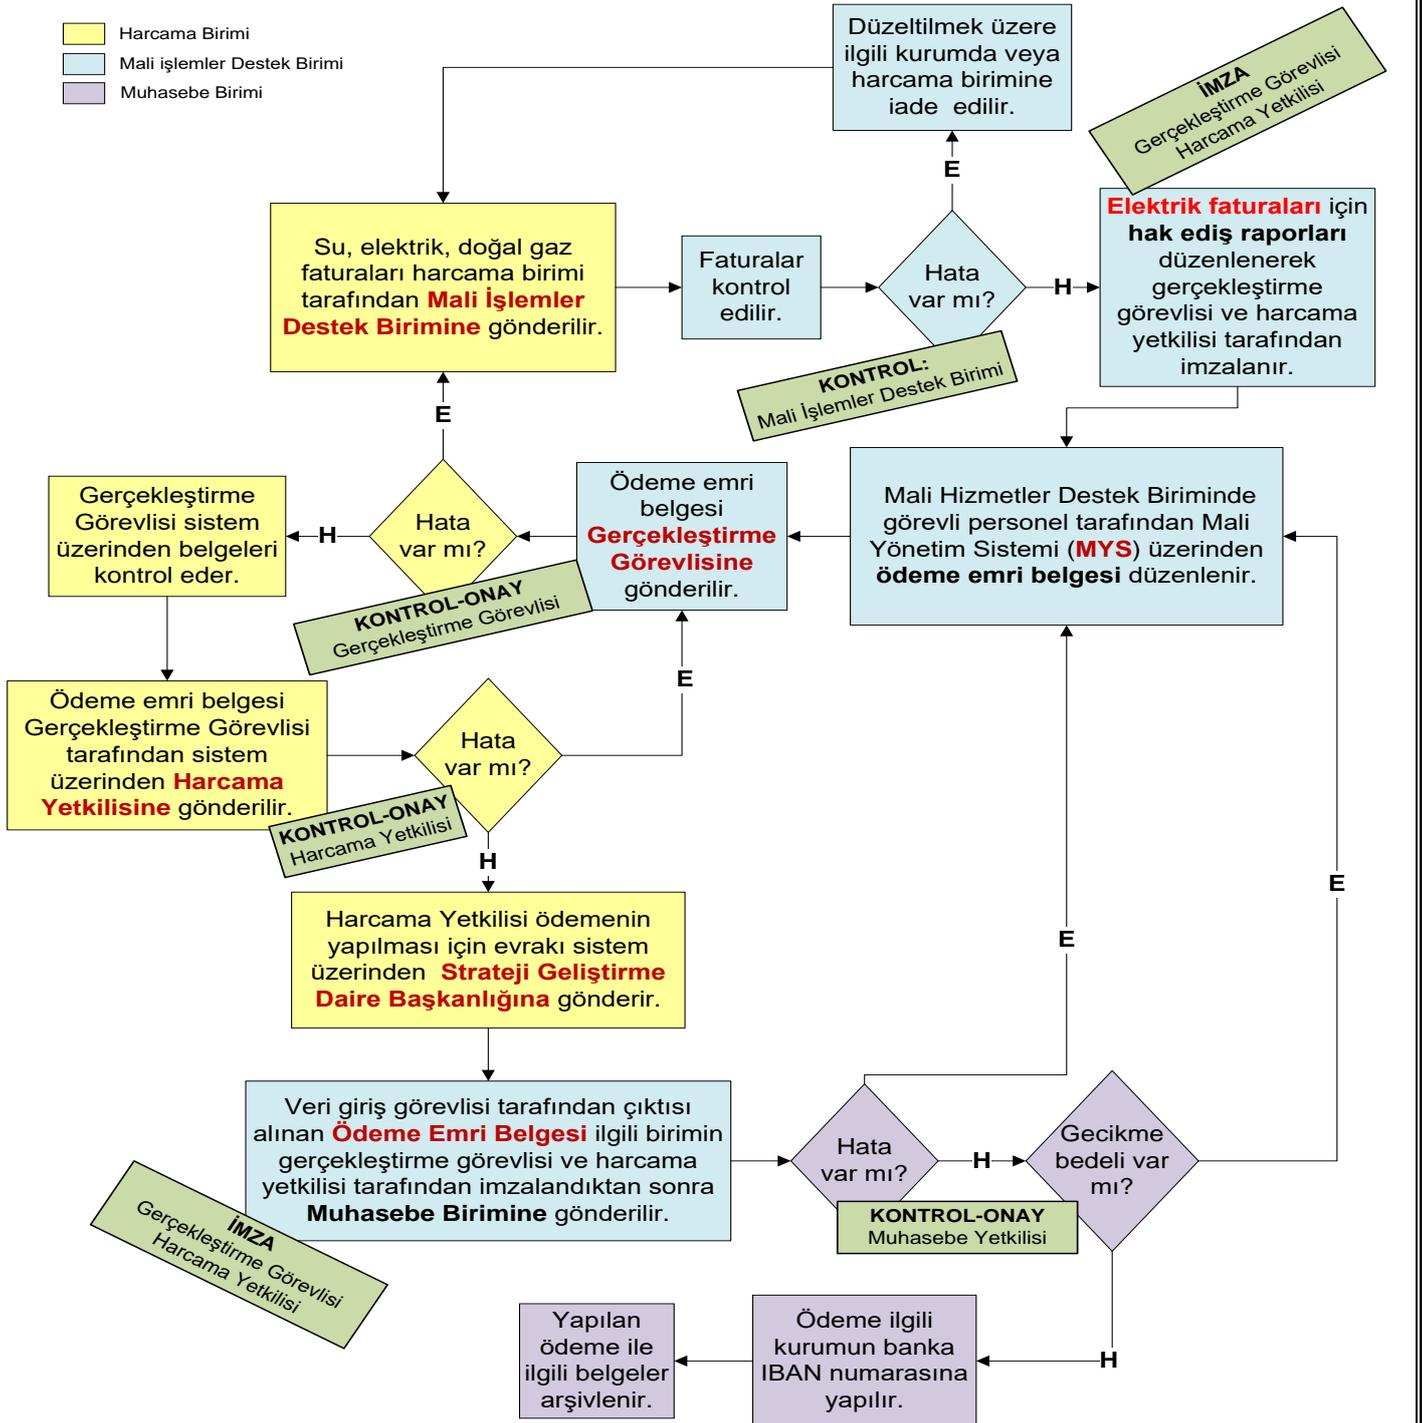 Harcama Birimi
Mali işlemler Destek Birimi
Muhasebe Birimi
Düzeltilmek üzere
ilgili kurumda veya
harcama birimine
iade edilir.
İMZA
Gerçekleştirme Görevlisi
Harcama Yetkilisi
E
Su, elektrik, doğal gaz
faturaları harcama birimi
tarafından Mali İşlemler
Destek Birimine gönderilir.
Faturalar
kontrol
edilir.
Hata
var mı?
H
Elektrik faturaları için
hak ediş raporları
düzenlenerek
gerçekleştirme
görevlisi ve harcama
yetkilisi tarafından
imzalanır.
KONTROL:
Mali İşlemler Destek Birimi
E
Gerçekleştirme
Görevlisi sistem
üzerinden belgeleri
kontrol eder.
H
Hata
var mı?
Ödeme emri
belgesi
Gerçekleştirme
Görevlisine
gönderilir.
Mali Hizmetler Destek Biriminde
görevli personel tarafından Mali
Yönetim Sistemi (MYS) üzerinden
ödeme emri belgesi düzenlenir.
KONTROL-ONAY
Gerçekleştirme Görevlisi
E
Ödeme emri belgesi
Gerçekleştirme Görevlisi
tarafından sistem
üzerinden Harcama
Yetkilisine gönderilir.
Hata
var mı?
KONTROL-ONAY
Harcama Yetkilisi
H
E
E
Harcama Yetkilisi ödemenin
yapılması için evrakı sistem
üzerinden Strateji Geliştirme
Daire Başkanlığına gönderir.
Veri giriş görevlisi tarafından çıktısı
alınan Ödeme Emri Belgesi ilgili birimin
gerçekleştirme görevlisi ve harcama
yetkilisi tarafından imzalandıktan sonra
Muhasebe Birimine gönderilir.
Hata
var mı?
H
Gecikme
bedeli var
mı?
KONTROL-ONAY
Muhasebe Yetkilisi
İMZA
Gerçekleştirme Görevlisi
Harcama Yetkilisi
Yapılan
ödeme ile
ilgili belgeler
arşivlenir.
Ödeme ilgili
kurumun banka
IBAN numarasına
yapılır.
H